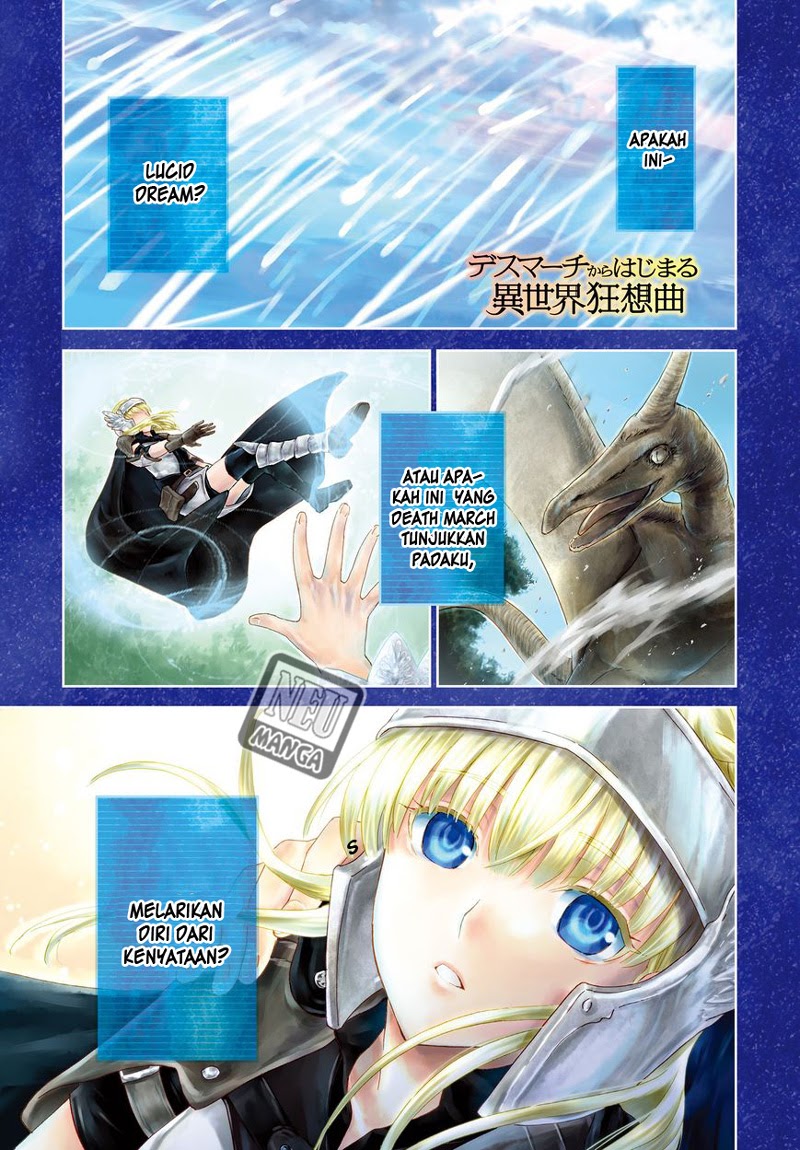 APAKAH
INI-
LUCID
DREAM?
デスマーチからはじまる
異世界狂想曲
ATAU APA-
KAH INI YANG
DEATH MARCH
TUNJUKKAN
PADAKU,
NEU
MANGA
S
MELARIKAN
DIRI DARI
KENYATAAN?